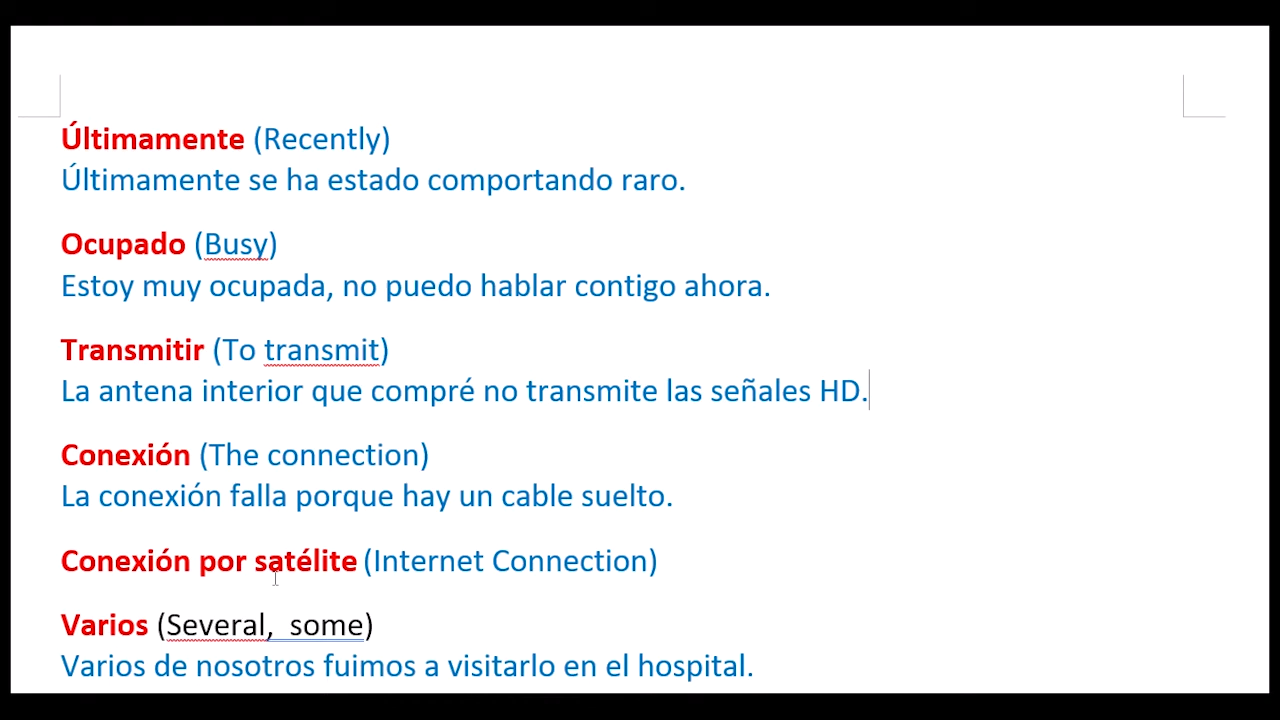 Últimamente (Recently)
Últimamente se ha estado comportando raro.
Ocupado (Busy)
Estoy muy ocupada, no puedo hablar contigo ahora.
Transmitir (To transmit)
La antena interior que compré no transmite las señales HD.
Conexión (The connection)
La conexión falla porque hay un cable suelto.
Conexión por satélite (Internet Connection)
Varios (Several,  some)
Varios de nosotros fuimos a visitarlo en el hospital.